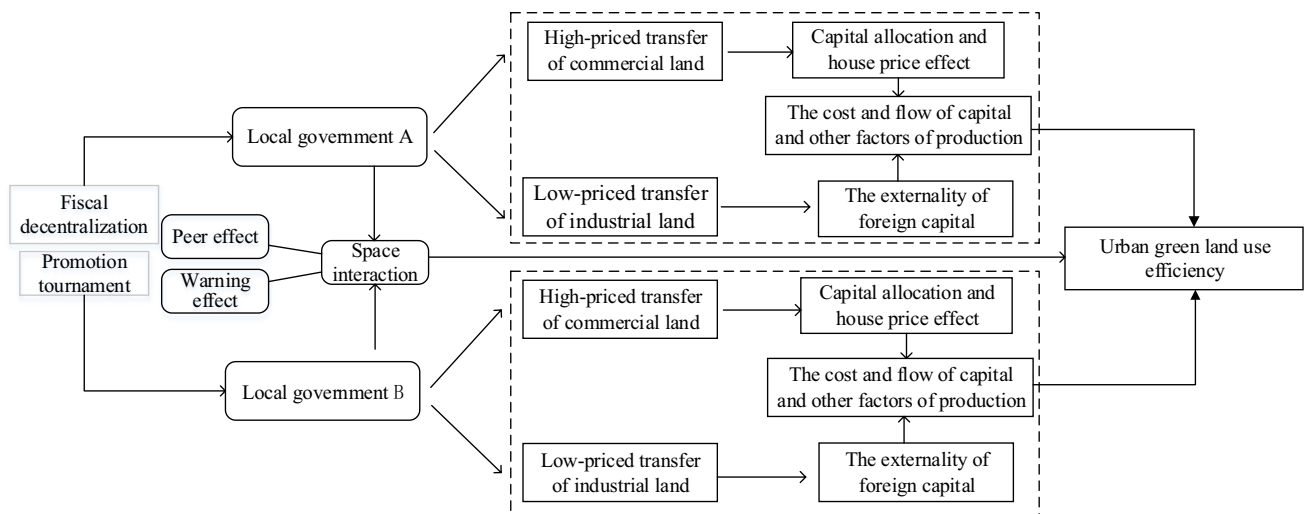 High-priced transfer
of commercial land
Capital allocation and
house price effect
The cost and flow of capital
and other factors of production
Local government A
Low-priced transfer
of industrial land
The externality of
foreign capital
Fiscal
decentralization
Peer effect
Space
interaction
Urban green land use
efficiency
Promotion
tournament
Warning
effect
High-priced transfer
of commercial land
Capital allocation and
house price effect
The cost and flow of capital
and other factors of production
Local government B
Low-priced transfer
of industrial land
The externality of
foreign capital